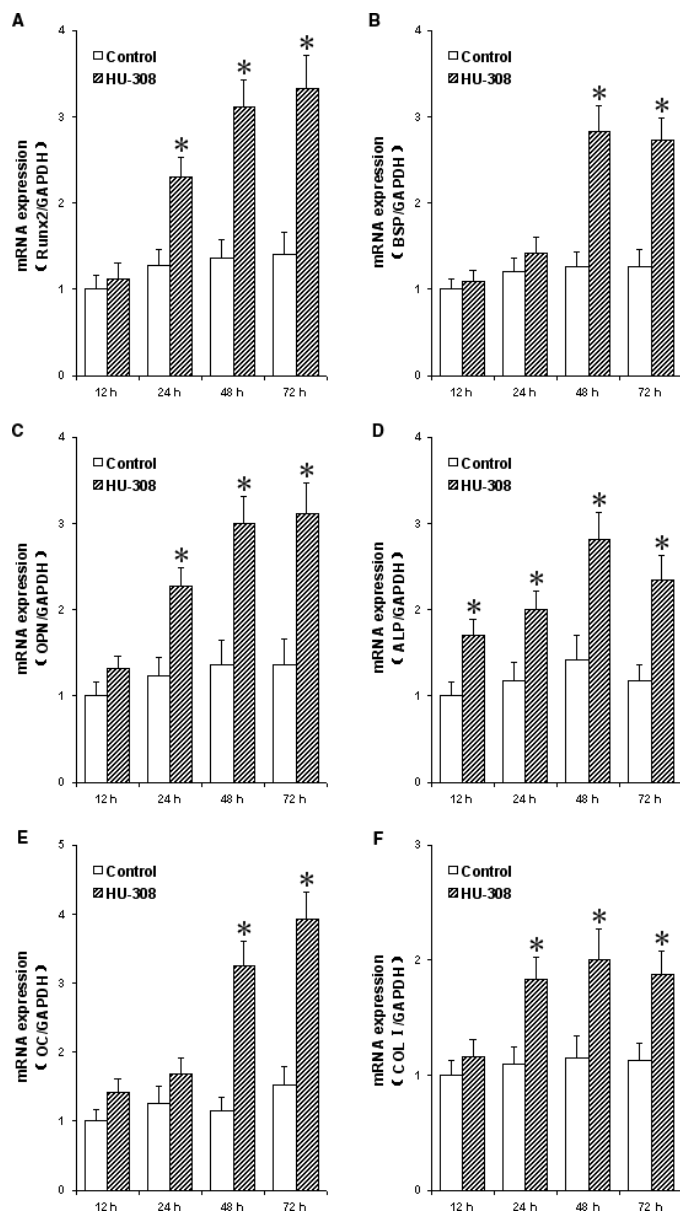 A
4
3
2
1
0
Control
HU-308
*
*
*
mRNA expression
(Runx2/GAPDH)
12 h 24 h 48 h 72 h
B
4
3
2
1
0
Control
HU-308
*
*
mRNA expression
(BSP/GAPDH)
12 h 24 h 48 h 72 h
C
4
3
2
1
0
Control
HU-308
*
*
*
mRNA expression
(OPN/GAPDH)
12 h 24 h 48 h 72 h
D
4
3
2
1
0
Control
HU-308
*
*
*
*
mRNA expression
(ALP/GAPDH)
12 h 24 h 48 h 72 h
E
5
4
3
2
1
0
Control
HU-308
*
*
mRNA expression
(OC/GAPDH)
12 h 24 h 48 h 72 h
F
3
2
1
0
Control
HU-308
*
*
*
mRNA expression
(COL I/GAPDH)
12 h 24 h 48 h 72 h